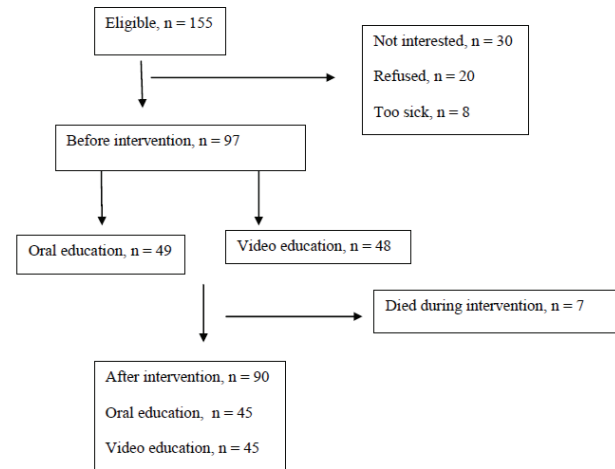 Eligible, n = 155
Not interested, n = 30
Refused, n = 20
Too sick, n = 8
Before intervention, n = 97
Oral education, n = 49
Video education, n = 48
Died during intervention, n = 7
After intervention, n = 90
Oral education,  n = 45
Video education, n = 45